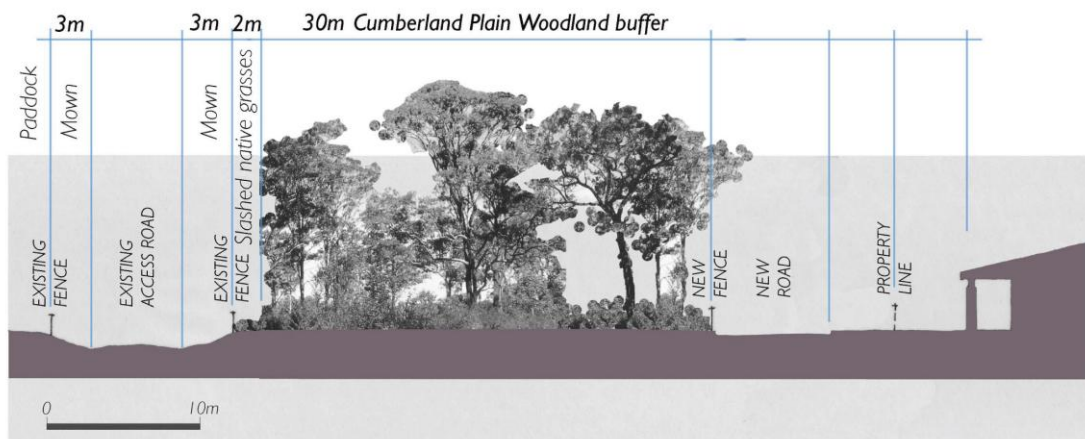 3m
3m
2m
30m Cumberland Plain Woodland buffer
Paddock
Mown
Mown
Slashed native grasses
EXISTING
FENCE
EXISTING
ACCESS ROAD
EXISTING
FENCE
NEW
FENCE
NEW
ROAD
PROPERTY
LINE
0
10m